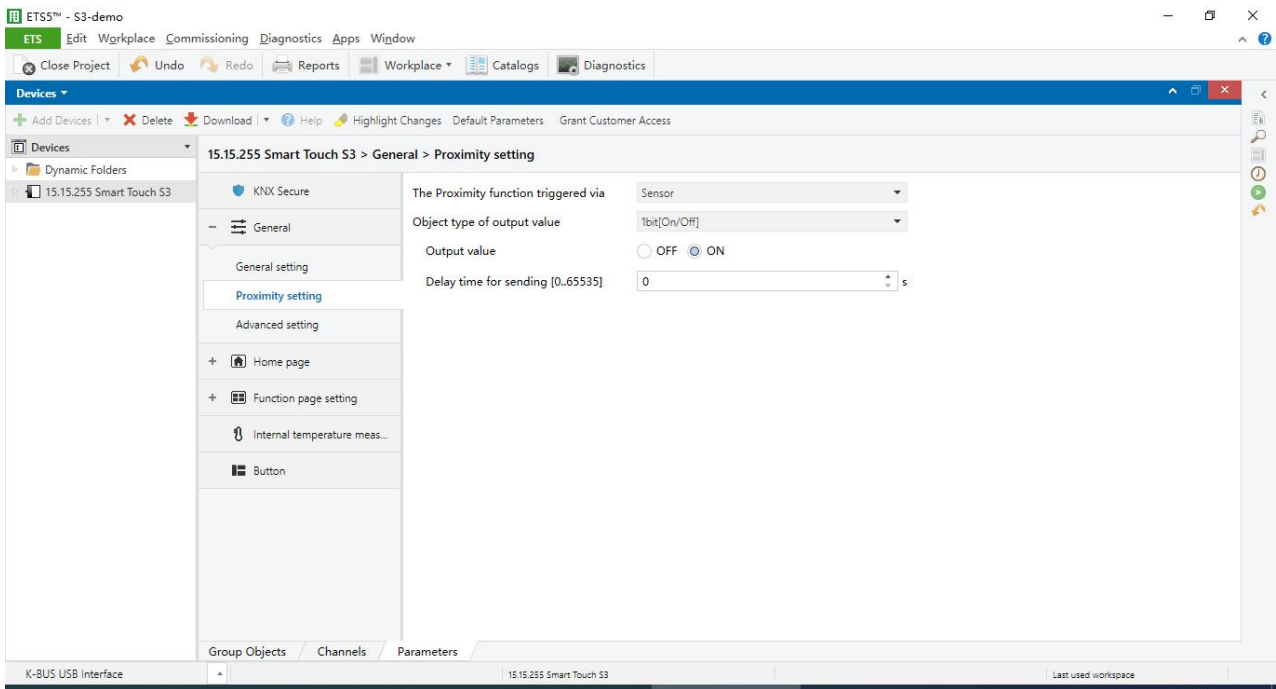 ETS5™ - S3-demo
ETS Edit Workplace Commissioning Diagnostics Apps Window
Close Project Undo Redo Reports Workplace Catalogs Diagnostics
Devices
Add Devices Delete Download Help Highlight Changes Default Parameters Grant Customer Access
Devices
Dynamic Folders
15.15.255 Smart Touch S3
15.15.255 Smart Touch S3 > General > Proximity setting
KNX Secure
General
General setting
Proximity setting
Advanced setting
Home page
Function page setting
Internal temperature meas...
Button
The Proximity function triggered via Sensor
Object type of output value 1bit[On/Off]
Output value OFF ON
Delay time for sending [0..65535] 0 s
Group Objects Channels Parameters
K-BUS USB Interface 15.15.255 Smart Touch S3 Last used workspace